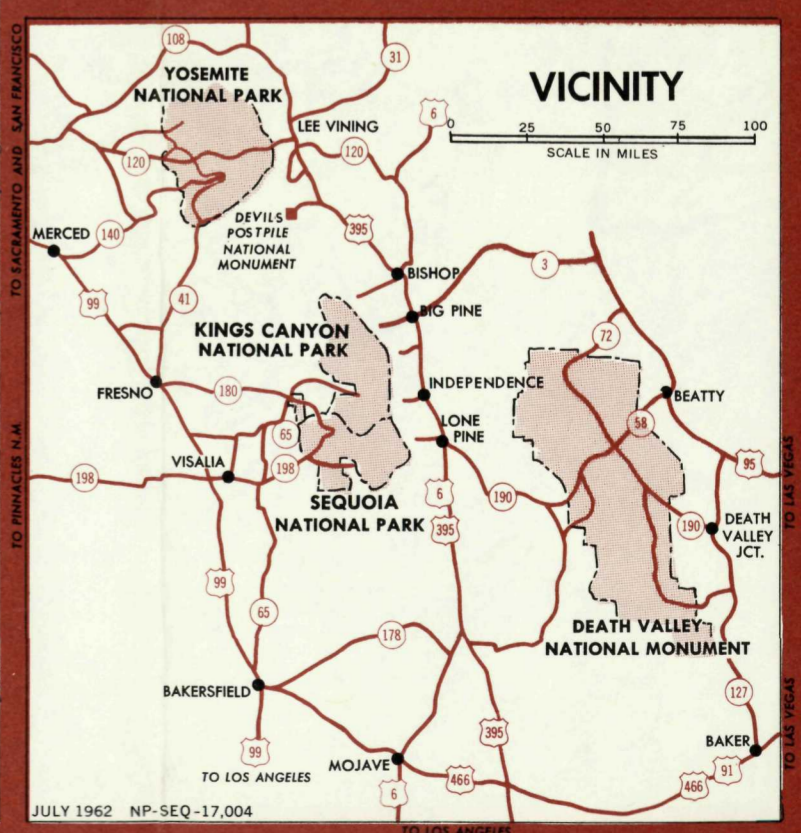 VICINITY
0 25 50 75 100
SCALE IN MILES
TO SACRAMENTO AND SAN FRANCISCO
TO PINNACLES N.M.
108
31
YOSEMITE
NATIONAL PARK
6
LEE VINING
120
120
DEVILS
POSTPILE
NATIONAL
MONUMENT
395
MERCED
140
BISHOP
3
99
41
BIG PINE
KINGS CANYON
NATIONAL PARK
72
FRESNO
180
INDEPENDENCE
BEATTY
58
LONE
PINE
65
VISALIA
198
198
95
TO LAS VEGAS
6
190
SEQUOIA
NATIONAL PARK
395
190
DEATH
VALLEY
JCT.
99
65
178
DEATH VALLEY
NATIONAL MONUMENT
BAKERSFIELD
127
TO LAS VEGAS
395
BAKER
99
TO LOS ANGELES
MOJAVE
466
91
466
6
JULY 1962 NP-SEQ-17,004
TO LOS ANGELES